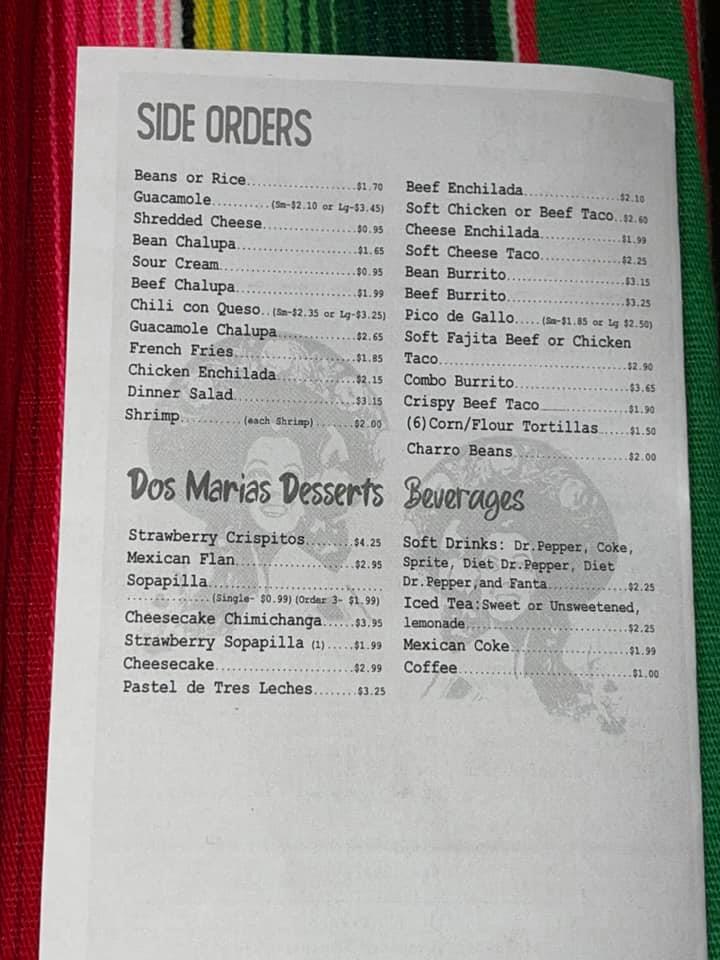 SIDE ORDERS
Beans or Rice....................$1.70
Guacamole..........(Sm-$2.10 or Lg-$3.45)
Shredded Cheese.................$0.95
Bean Chalupa......................$1.65
Sour Cream.........................$0.95
Beef Chalupa......................$1.99
Chili con Queso..(Sm-$2.35 or Lg-$3.25)
Guacamole Chalupa..............$2.65
French Fries......................$1.85
Chicken Enchilada..............$2.15
Dinner Salad......................$3.15
Shrimp...........(each Shrimp).......$2.00
Beef Enchilada.................$2.10
Soft Chicken or Beef Taco..$2.60
Cheese Enchilada..............$1.99
Soft Cheese Taco..............$2.25
Bean Burrito.....................$3.15
Beef Burrito.....................$3.25
Pico de Gallo.....(Sm-$1.85 or Lg $2.50)
Soft Fajita Beef or Chicken
Taco..................................$2.90
Combo Burrito...................$3.65
Crispy Beef Taco...............$1.90
(6)Corn/Flour Tortillas......$1.50
Charro Beans....................$2.00
Dos Marias Desserts
Strawberry Crispitos.........$4.25
Mexican Flan.....................$2.95
Sopapilla...........................
...............(Single- $0.99)(Order 3- $1.99)
Cheesecake Chimichanga......$3.95
Strawberry Sopapilla (1).....$1.99
Cheesecake.......................$2.99
Pastel de Tres Leches........$3.25
Beverages
Soft Drinks: Dr.Pepper, Coke,
Sprite, Diet Dr.Pepper, Diet
Dr.Pepper,and Fanta..............$2.25
Iced Tea:Sweet or Unsweetened,
lemonade............................$2.25
Mexican Coke.....................$1.99
Coffee................................$1.00